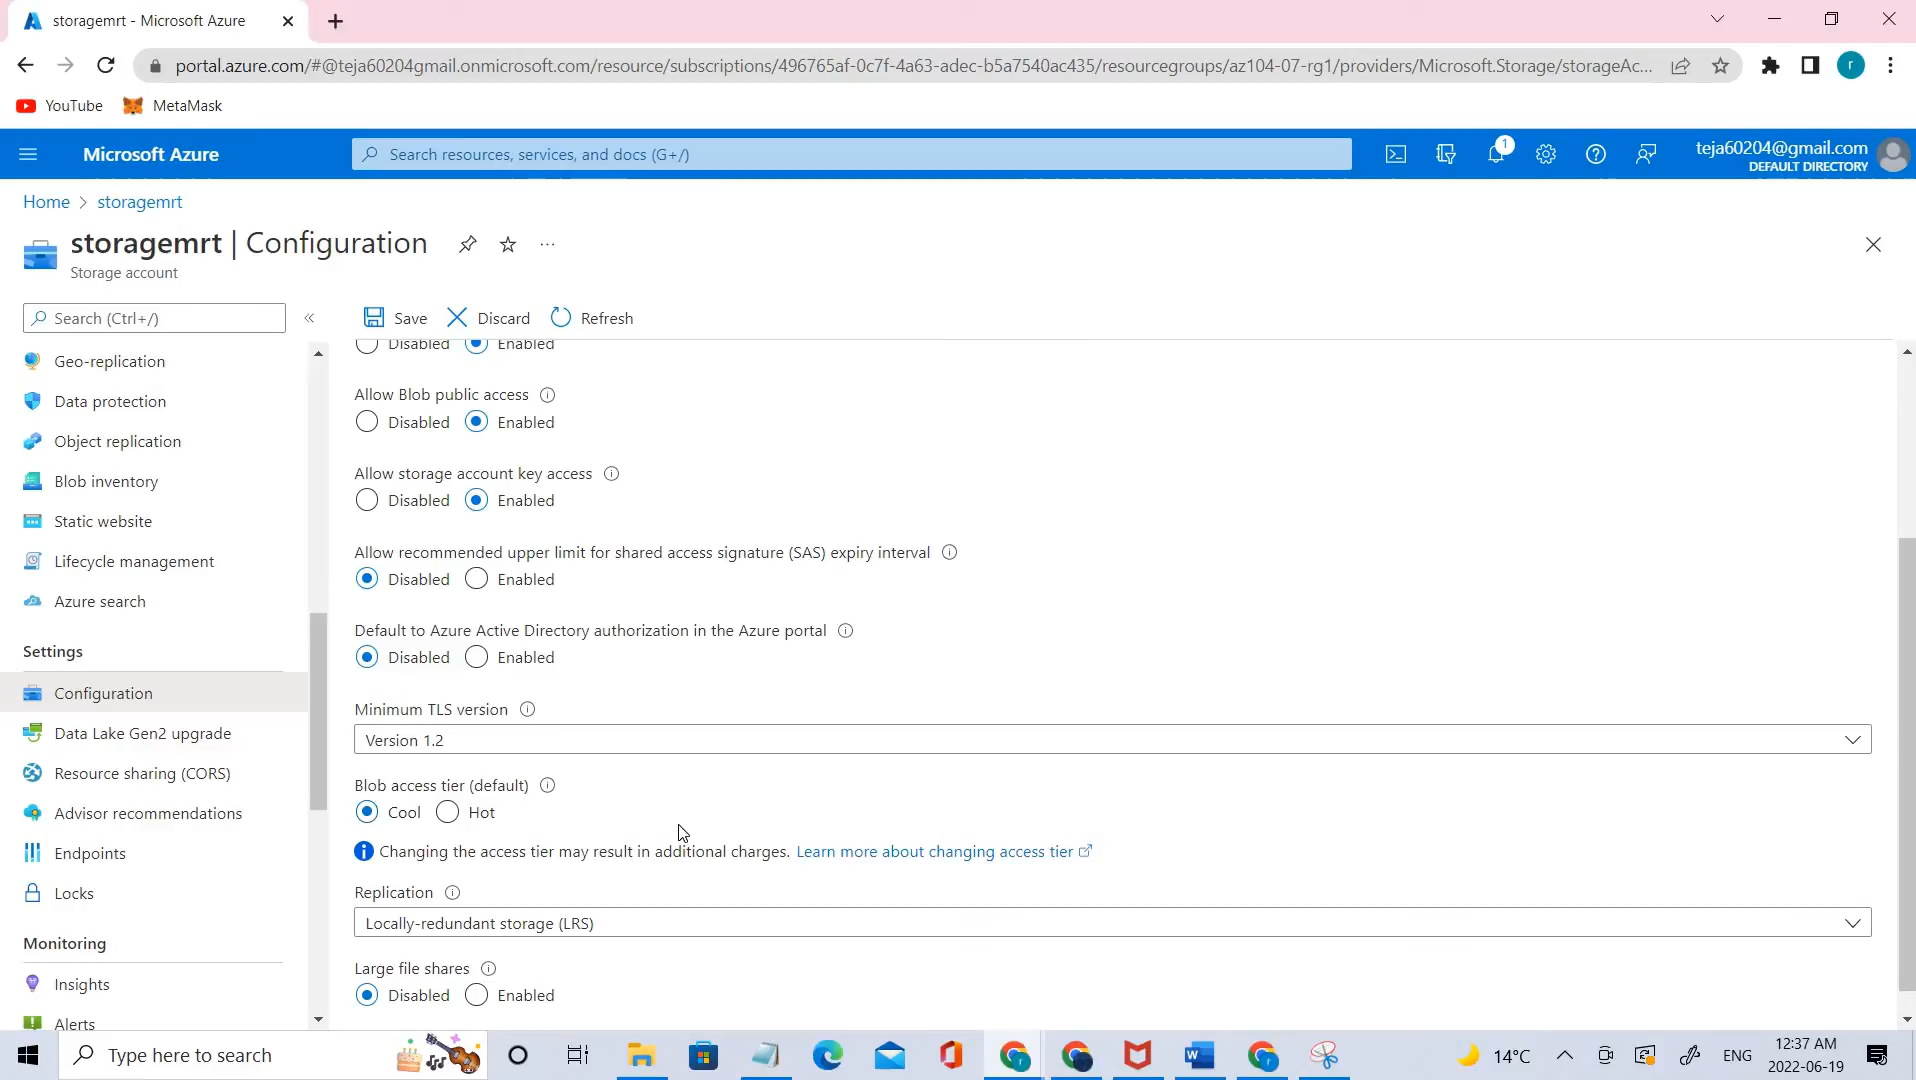 storagemrt - Microsoft Azure
portal.azure.com/#@teja60204gmail.onmicrosoft.com/resource/subscriptions/496765af-0c7f-4a63-adec-b5a7540ac435/resourcegroups/az104-07-rg1/providers/Microsoft.Storage/storageAc...
r
YouTube
MetaMask
Microsoft Azure
Search resources, services, and docs (G+/)
1
teja60204@gmail.com
DEFAULT DIRECTORY
Home > storagemrt
storagemrt | Configuration
Storage account
Search (Ctrl+/)
«
Save
Discard
Refresh
Geo-replication
Data protection
Object replication
Blob inventory
Static website
Lifecycle management
Azure search
Settings
Configuration
Data Lake Gen2 upgrade
Resource sharing (CORS)
Advisor recommendations
Endpoints
Locks
Monitoring
Insights
Alerts
Disabled Enabled
Allow Blob public access
Disabled Enabled
Allow storage account key access
Disabled Enabled
Allow recommended upper limit for shared access signature (SAS) expiry interval
Disabled Enabled
Default to Azure Active Directory authorization in the Azure portal
Disabled Enabled
Minimum TLS version
Version 1.2
Blob access tier (default)
Cool Hot
Changing the access tier may result in additional charges. Learn more about changing access tier
Replication
Locally-redundant storage (LRS)
Large file shares
Disabled Enabled
Type here to search
14°C
ENG
12:37 AM
2022-06-19